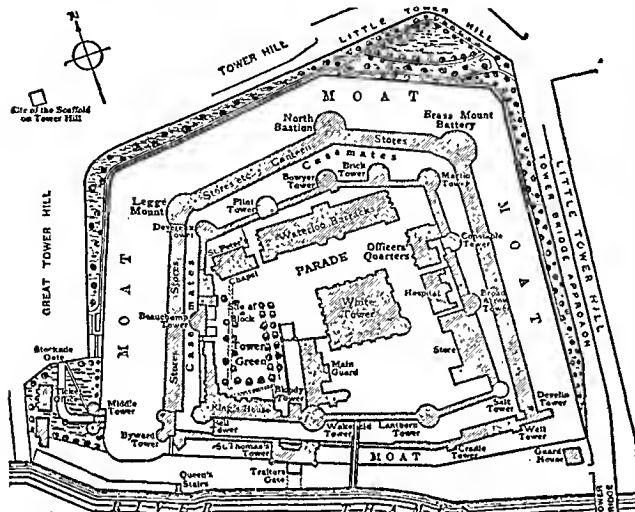 N
LITTLE TOWER HILL
TOWER HILL
Site of the Scaffold
on Tower Hill
MOAT
North
Bastion
Brass Mount
Battery
Stores
Casemates
Stores etc
Canteen
Brick
Tower
Bowyer
Tower
Martin
Tower
Legge
Mount
Flint
Tower
Devereux
Tower
Waterloo Barracks
Constable
Tower
Officers'
Quarters
St Peter
Chapel
PARADE
GREAT TOWER HILL
MOAT
Stores
Casemates
MOAT
LITTLE TOWER HILL
TOWER BRIDGE APPROACH
White
Tower
Hospital
Broad
Arrow
Tower
Beauchamp
Tower
Site of
Block
Tower
Green
Stores
Store
Main
Guard
Stockade
Gate
Ticket
Office
Middle
Tower
Bloody
Tower
King's House
Salt
Tower
Develin
Tower
Bell
Tower
Wakefield
Tower
Lanthorn
Tower
Well
Tower
Byward
Tower
St Thomas's
Tower
MOAT
Cradle
Tower
Guard
House
Queen's
Stairs
Traitors
Gate
TOWER
BRIDGE
RIVER